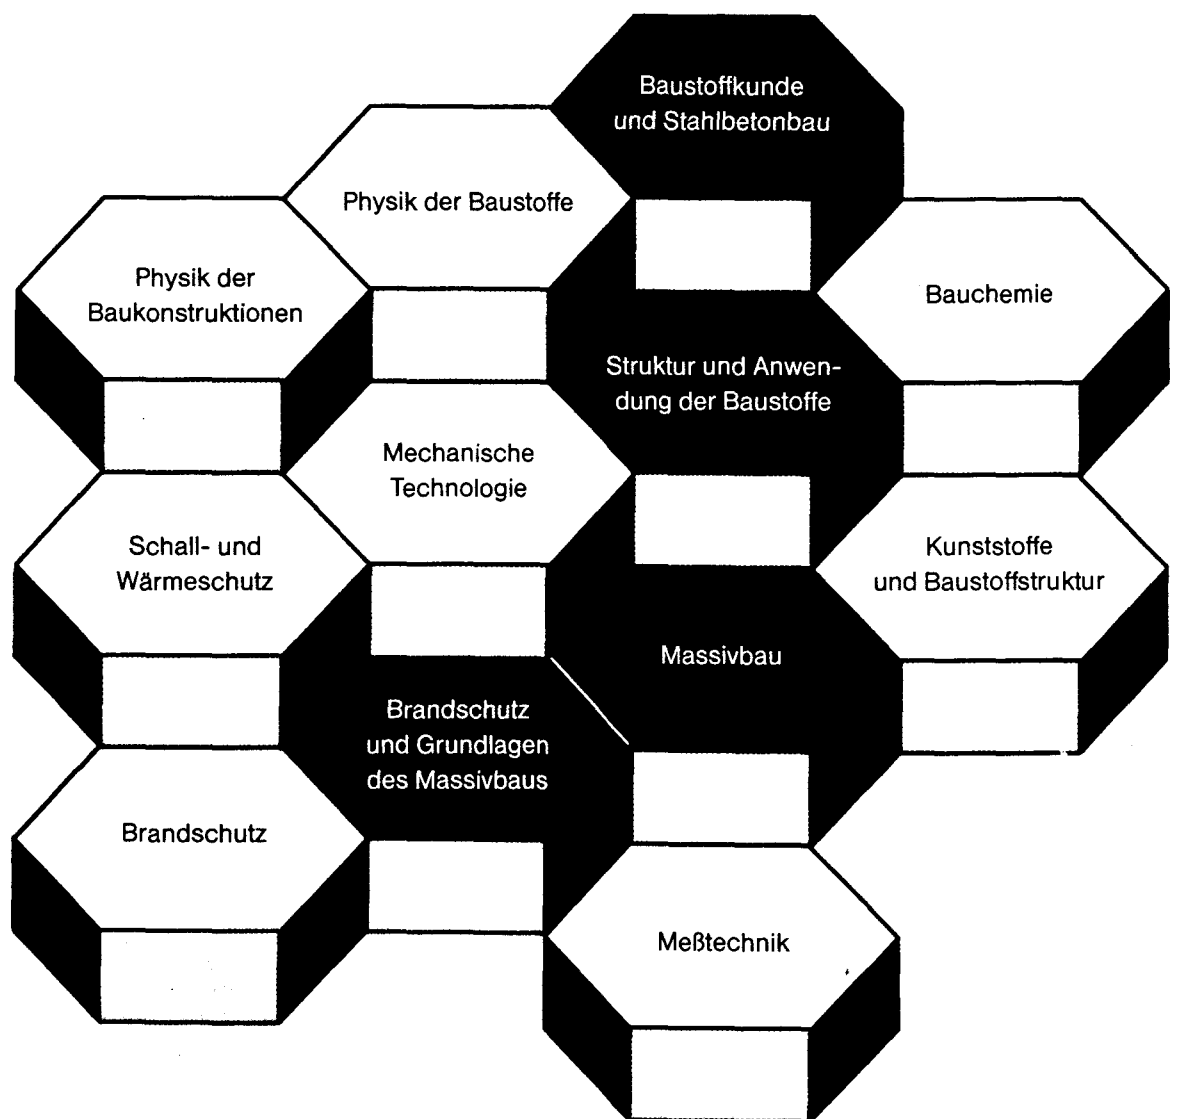 Baustoffkunde
und Stahlbetonbau
Physik der Baustoffe
Physik der
Baukonstruktionen
Bauchemie
Struktur und Anwen-
dung der Baustoffe
Mechanische
Technologie
Schall- und
Wärmeschutz
Kunststoffe
und Baustoffstruktur
Massivbau
Brandschutz
und Grundlagen
des Massivbaus
Brandschutz
Meßtechnik